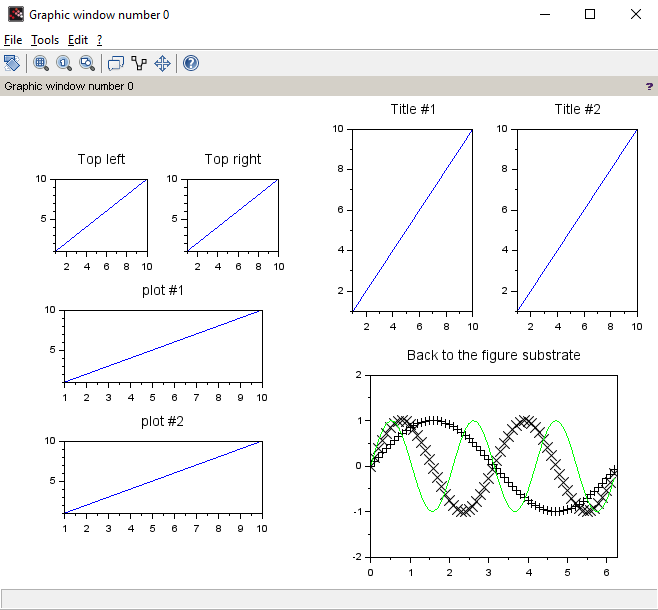 Graphic window number 0
File Tools Edit ?
Graphic window number 0 ?
Top left
10
5
2 4 6 8 10
Top right
10
5
2 4 6 8 10
plot #1
10
5
1 2 3 4 5 6 7 8 9 10
plot #2
10
5
1 2 3 4 5 6 7 8 9 10
Title #1
10
8
6
4
2
2 4 6 8 10
Title #2
10
8
6
4
2
2 4 6 8 10
Back to the figure substrate
2
1
0
-1
-2
0 1 2 3 4 5 6